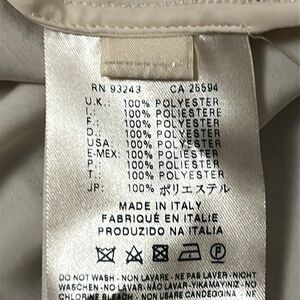 RN 93243 CA 25594
U.K.: 100% POLYESTER
I.: 100% POLIESTERE
F.: 100% POLYESTER
D.: 100% POLYESTER
USA: 100% POLYESTER
E-MEX: 100% POLIESTER
P.: 100% POLIESTER
T.: 100% POLYESTER
JP: 100% ポリエステル
MADE IN ITALY
FABRIQUÉ EN ITALIE
PRODUZIDO NA ITALIA
DO NOT WASH - NON LAVARE - NE PAS LAVER - NICHT
WASCHEN - NO LAVAR - NÃO LAVAR - YIKAMAYINIZ - NO
CHLORINE BLEACH - NON USARE CANDEGGINA - NE